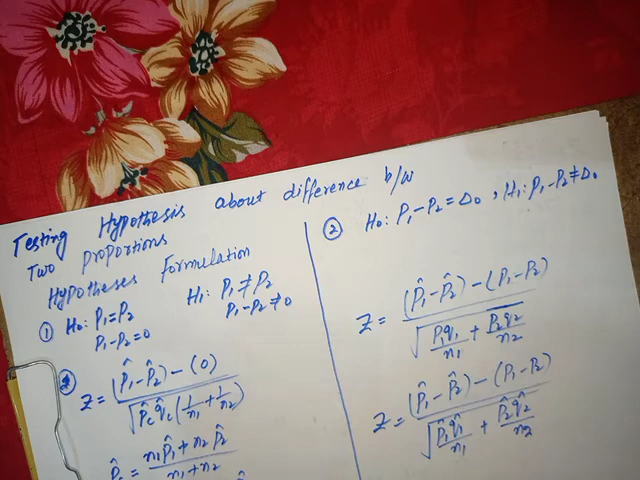 Testing Hypothesis about difference b/w
Two proportions
Hypotheses Formulation
① H₀: P₁=P₂ H₁: P₁≠P₂
P₁-P₂=0 P₁-P₂≠0
Z = ((P̂₁-P̂₂) - (0)) / √(P̂c q̂c (1/n₁ + 1/n₂))
P̂c = (n₁P̂₁ + n₂P̂₂) / (n₁+n₂)
② H₀: P₁-P₂ = Δ₀, H₁: P₁-P₂≠Δ₀
Z = ((P̂₁-P̂₂) - (P₁-P₂)) / √(P₁q₁/n₁ + P₂q₂/n₂)
Z = ((P̂₁-P̂₂) - (P₁-P₂)) / √(P̂₁q̂₁/n₁ + P̂₂q̂₂/n₂)